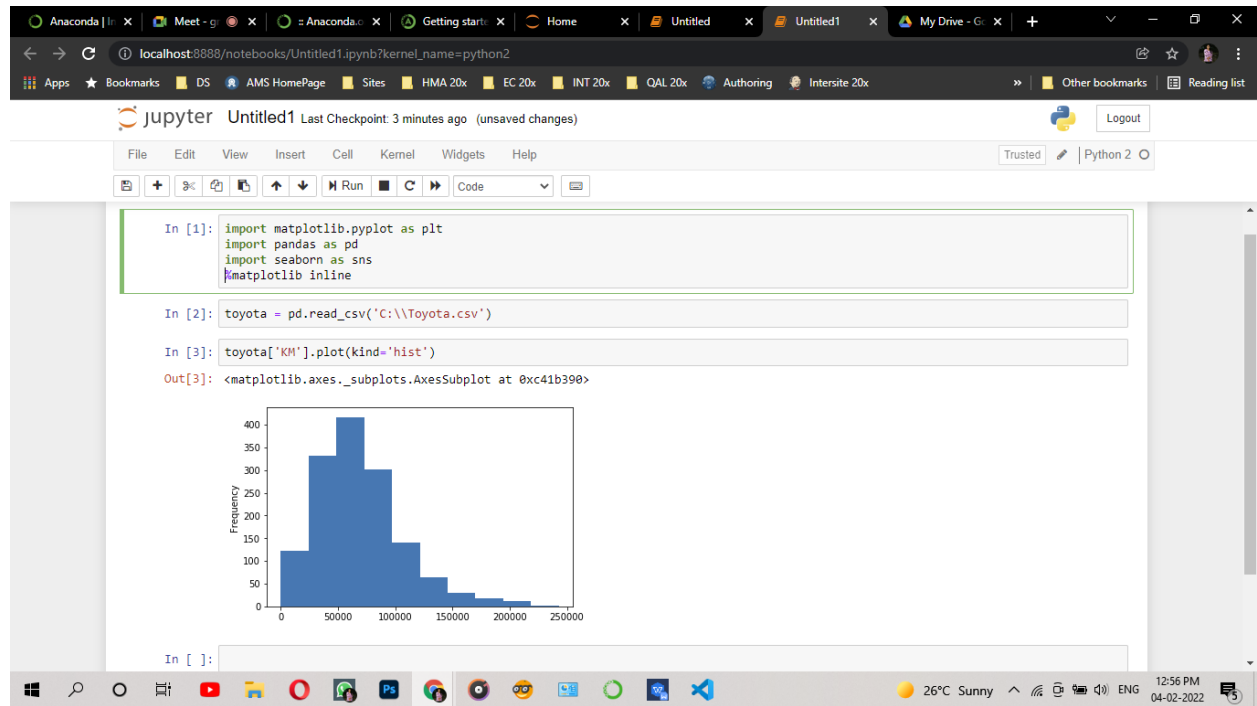 Anaconda | In
Meet - gr
:: Anaconda.o
Getting starte
Home
Untitled
Untitled1
My Drive - Go
localhost:8888/notebooks/Untitled1.ipynb?kernel_name=python2
Apps Bookmarks DS AMS HomePage Sites HMA 20x EC 20x INT 20x QAL 20x Authoring Intersite 20x » Other bookmarks Reading list
jupyter Untitled1 Last Checkpoint: 3 minutes ago (unsaved changes) Logout
File Edit View Insert Cell Kernel Widgets Help Trusted Python 2
Run Code
In [1]: import matplotlib.pyplot as plt
import pandas as pd
import seaborn as sns
%matplotlib inline
In [2]: toyota = pd.read_csv('C:\\Toyota.csv')
In [3]: toyota['KM'].plot(kind='hist')
Out[3]: <matplotlib.axes._subplots.AxesSubplot at 0xc41b390>
400
350
300
250
200
150
100
50
0
Frequency
0 50000 100000 150000 200000 250000
In [ ]:
Ps
26°C Sunny ENG 12:56 PM
04-02-2022
5